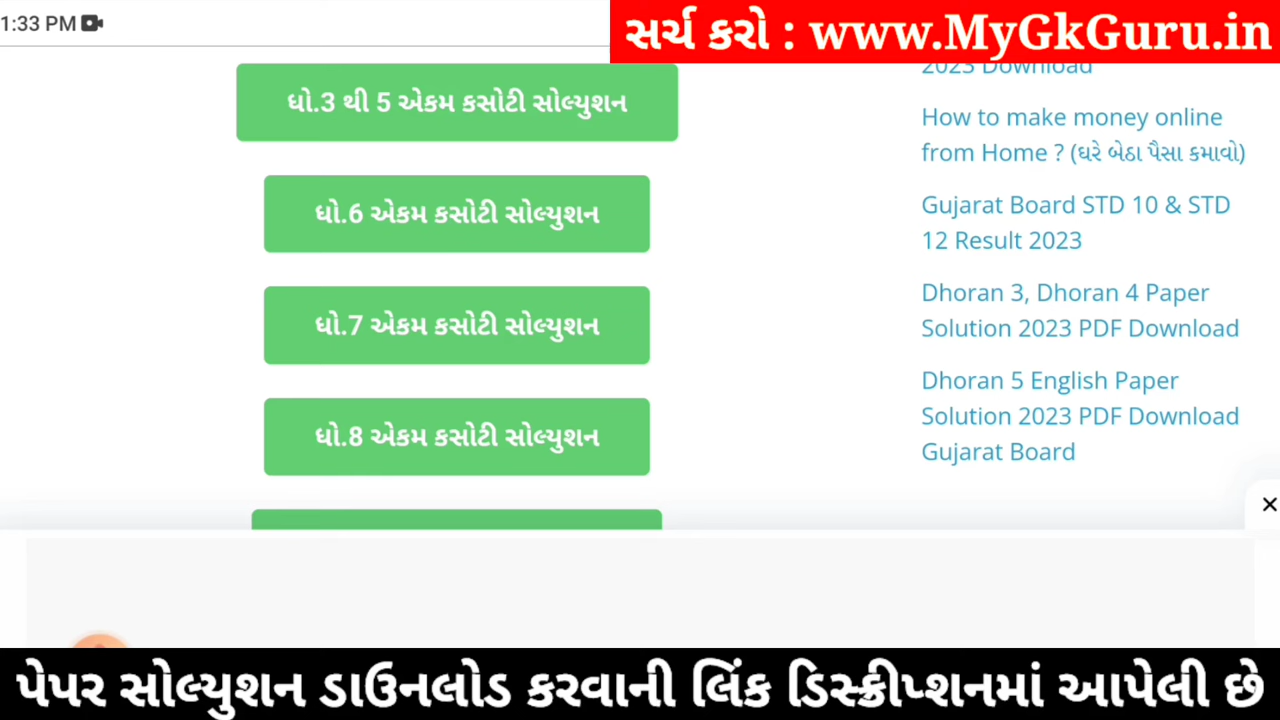 1:33 PM
સર્ચ કરો : www.MyGkGuru.in
ધો.3 થી 5 એકમ કસોટી સોલ્યુશન
ધો.6 એકમ કસોટી સોલ્યુશન
ધો.7 એકમ કસોટી સોલ્યુશન
ધો.8 એકમ કસોટી સોલ્યુશન
2023 Download
How to make money online
from Home ? (ઘરે બેઠા પૈસા કમાવો)
Gujarat Board STD 10 & STD
12 Result 2023
Dhoran 3, Dhoran 4 Paper
Solution 2023 PDF Download
Dhoran 5 English Paper
Solution 2023 PDF Download
Gujarat Board
પેપર સોલ્યુશન ડાઉનલોડ કરવાની લિંક ડિસ્ક્રીપ્શનમાં આપેલી છે